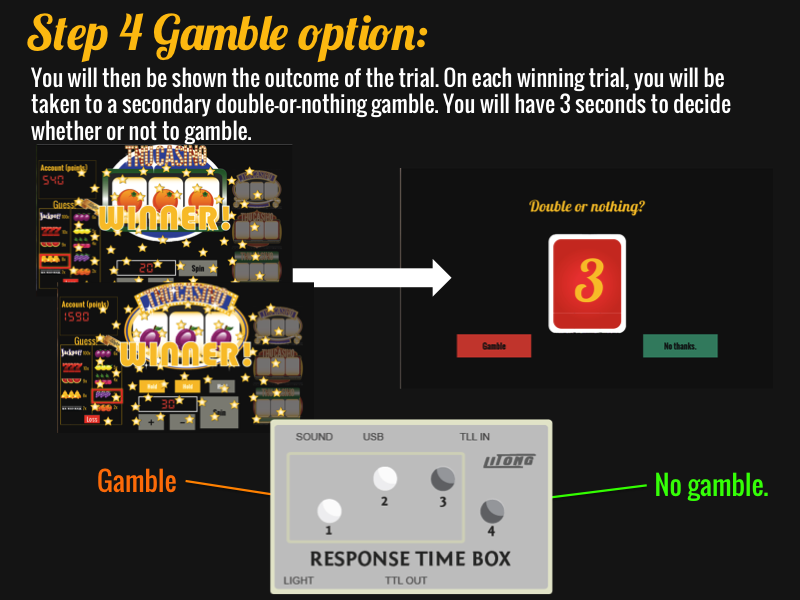 Step 4 Gamble option:
You will then be shown the outcome of the trial. On each winning trial, you will be
taken to a secondary double-or-nothing gamble. You will have 3 seconds to decide
whether or not to gamble.
THUCASINO
Account (points)
540
Guess:
WINNER!
20
Spin
Double or nothing?
3
Gamble
No thanks.
THUCASINO
Account (points)
1590
Guess:
Jackpot!
WINNER!
Hold
Hold
30
+
-
Loss
SOUND
USB
TLL IN
LITONG
Gamble
No gamble.
1
2
3
4
RESPONSE TIME BOX
LIGHT
TTL OUT